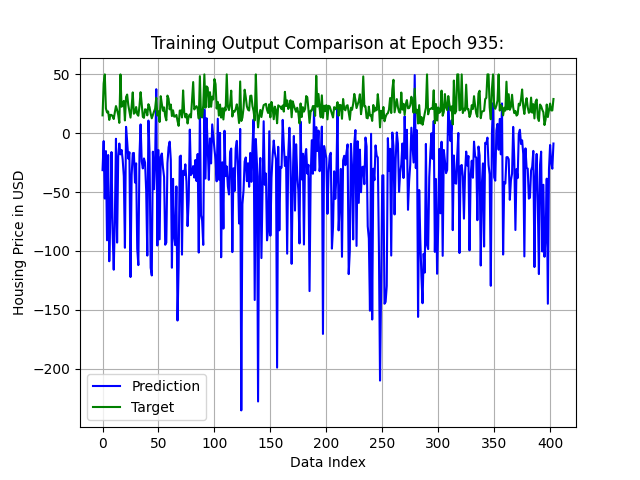 Training Output Comparison at Epoch 935:
Housing Price in USD
50
0
−50
−100
−150
−200
Prediction
Target
0 50 100 150 200 250 300 350 400
Data Index